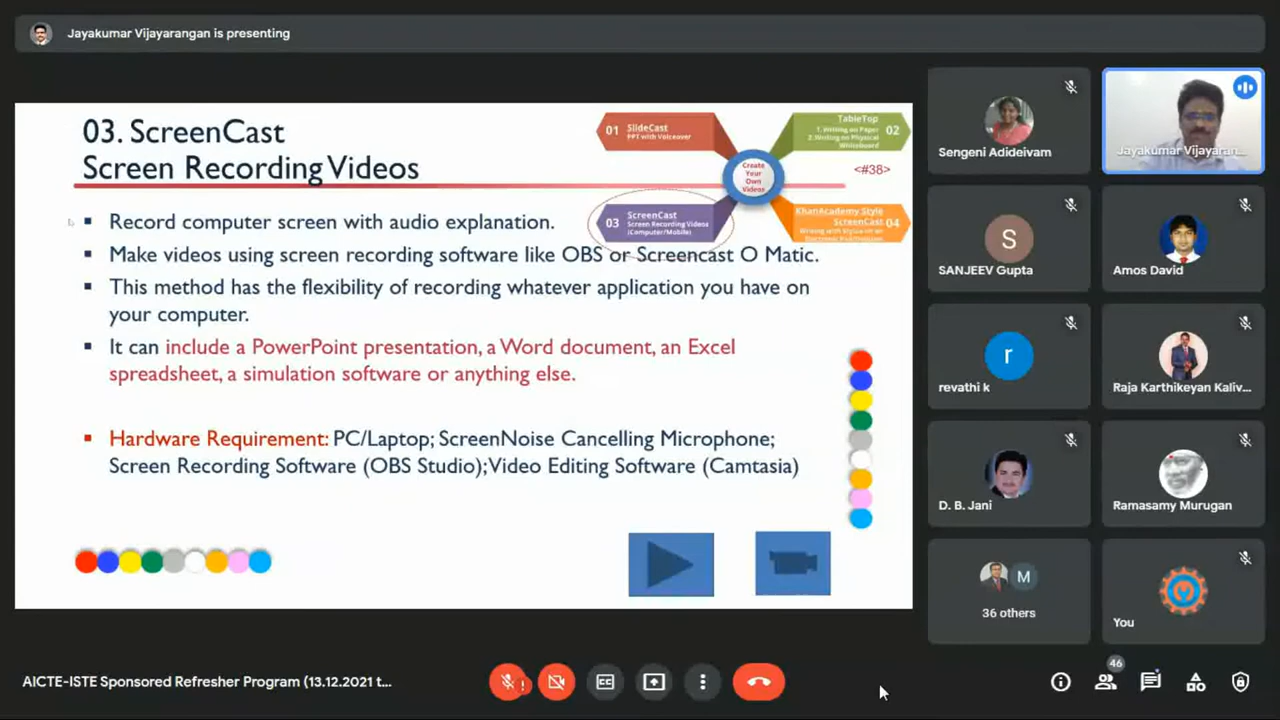 Jayakumar Vijayarangan is presenting
03. ScreenCast
Screen Recording Videos
01 SlideCast
PPT with Voiceover
TableTop
1. Writing on Paper
2. Writing on Physical
Whiteboard
02
Create
Your
Own
Videos
<#38>
03 ScreenCast
Screen Recording Videos
(Computer/Mobile)
KhanAcademy Style
ScreenCast
04
Record computer screen with audio explanation.
Make videos using screen recording software like OBS or Screencast O Matic.
This method has the flexibility of recording whatever application you have on
your computer.
It can include a PowerPoint presentation, a Word document, an Excel
spreadsheet, a simulation software or anything else.
Hardware Requirement: PC/Laptop; ScreenNoise Cancelling Microphone;
Screen Recording Software (OBS Studio);Video Editing Software (Camtasia)
Sengeni Adideivam
Jayakumar Vijayaran...
S
SANJEEV Gupta
Amos David
r
revathi k
Raja Karthikeyan Kaliv...
D. B. Jani
Ramasamy Murugan
M
36 others
You
AICTE-ISTE Sponsored Refresher Program (13.12.2021 t...
CC
46